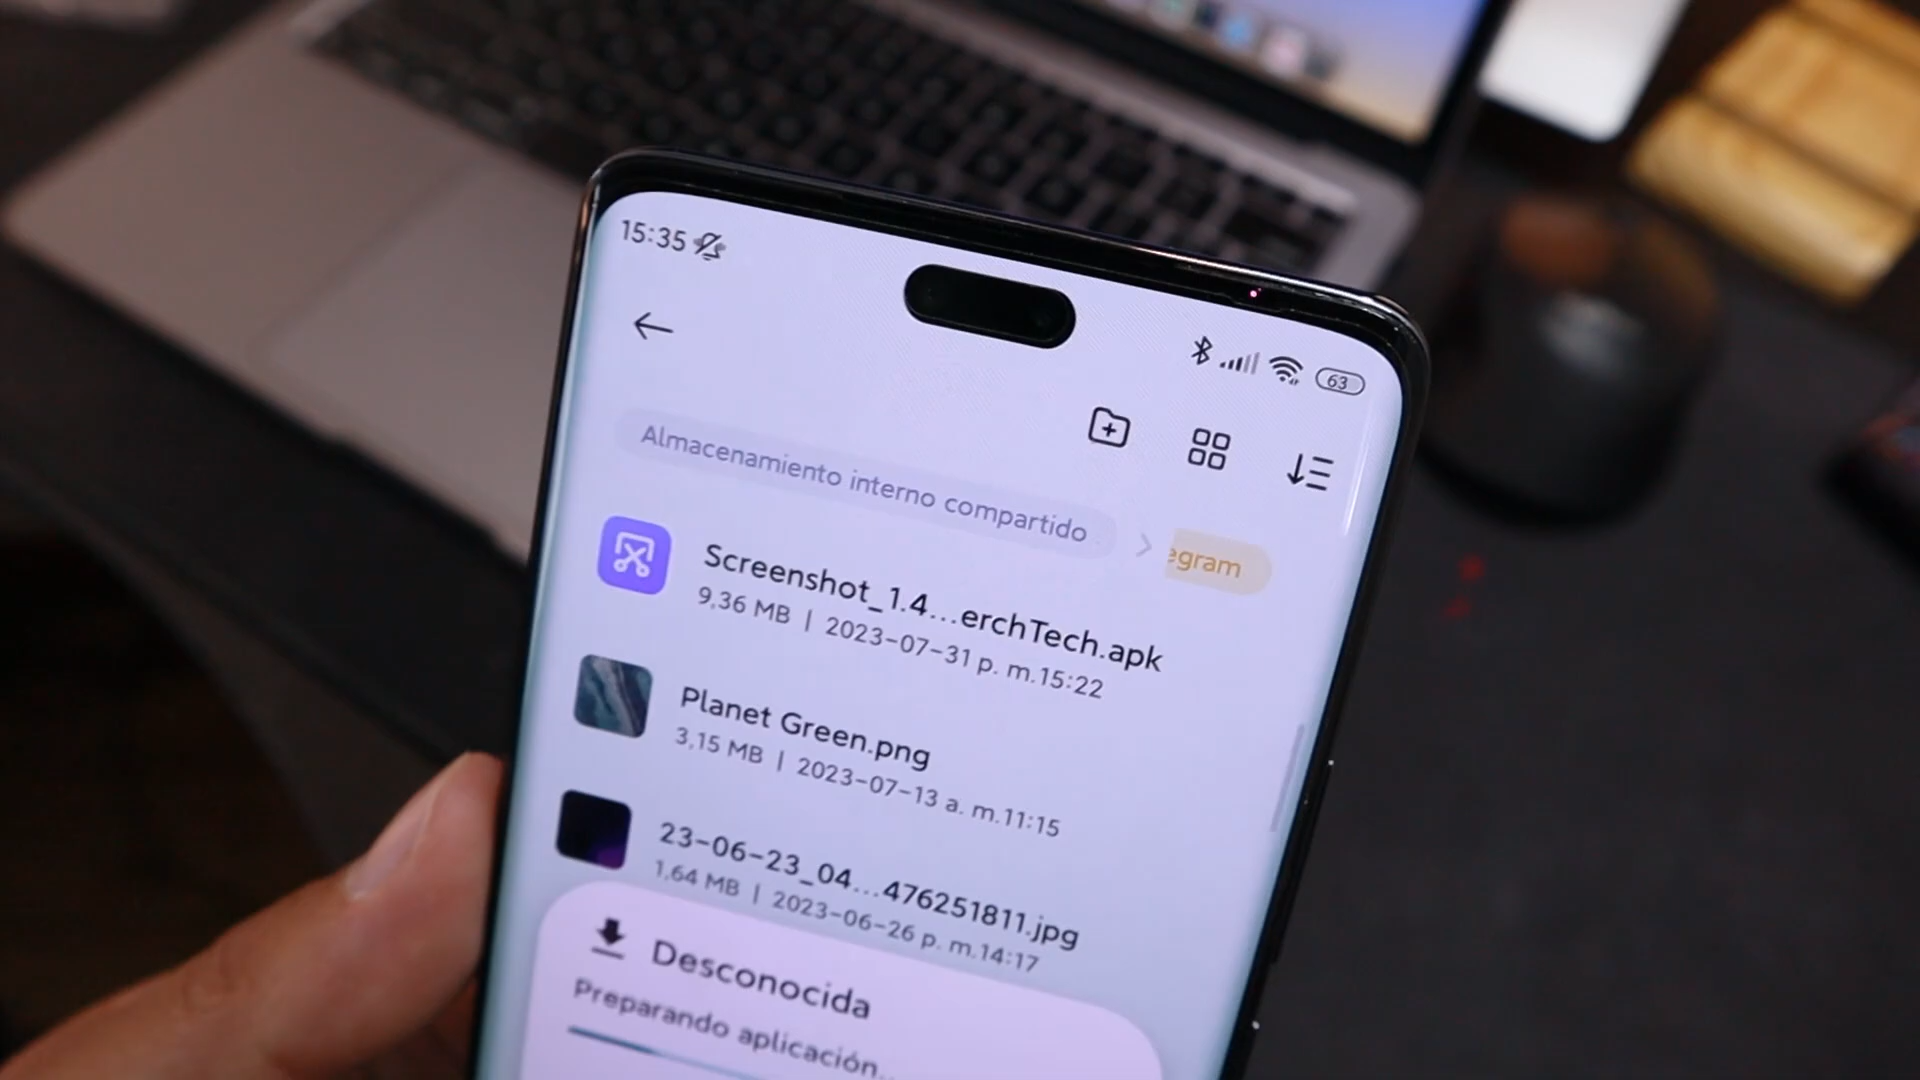 15:35
63
Almacenamiento interno compartido
egram
Screenshot_1.4...erchTech.apk
9,36 MB | 2023-07-31 p. m.15:22
Planet Green.png
3,15 MB | 2023-07-13 a. m.11:15
23-06-23_04...476251811.jpg
1,64 MB | 2023-06-26 p. m.14:17
Desconocida
Preparando aplicación...